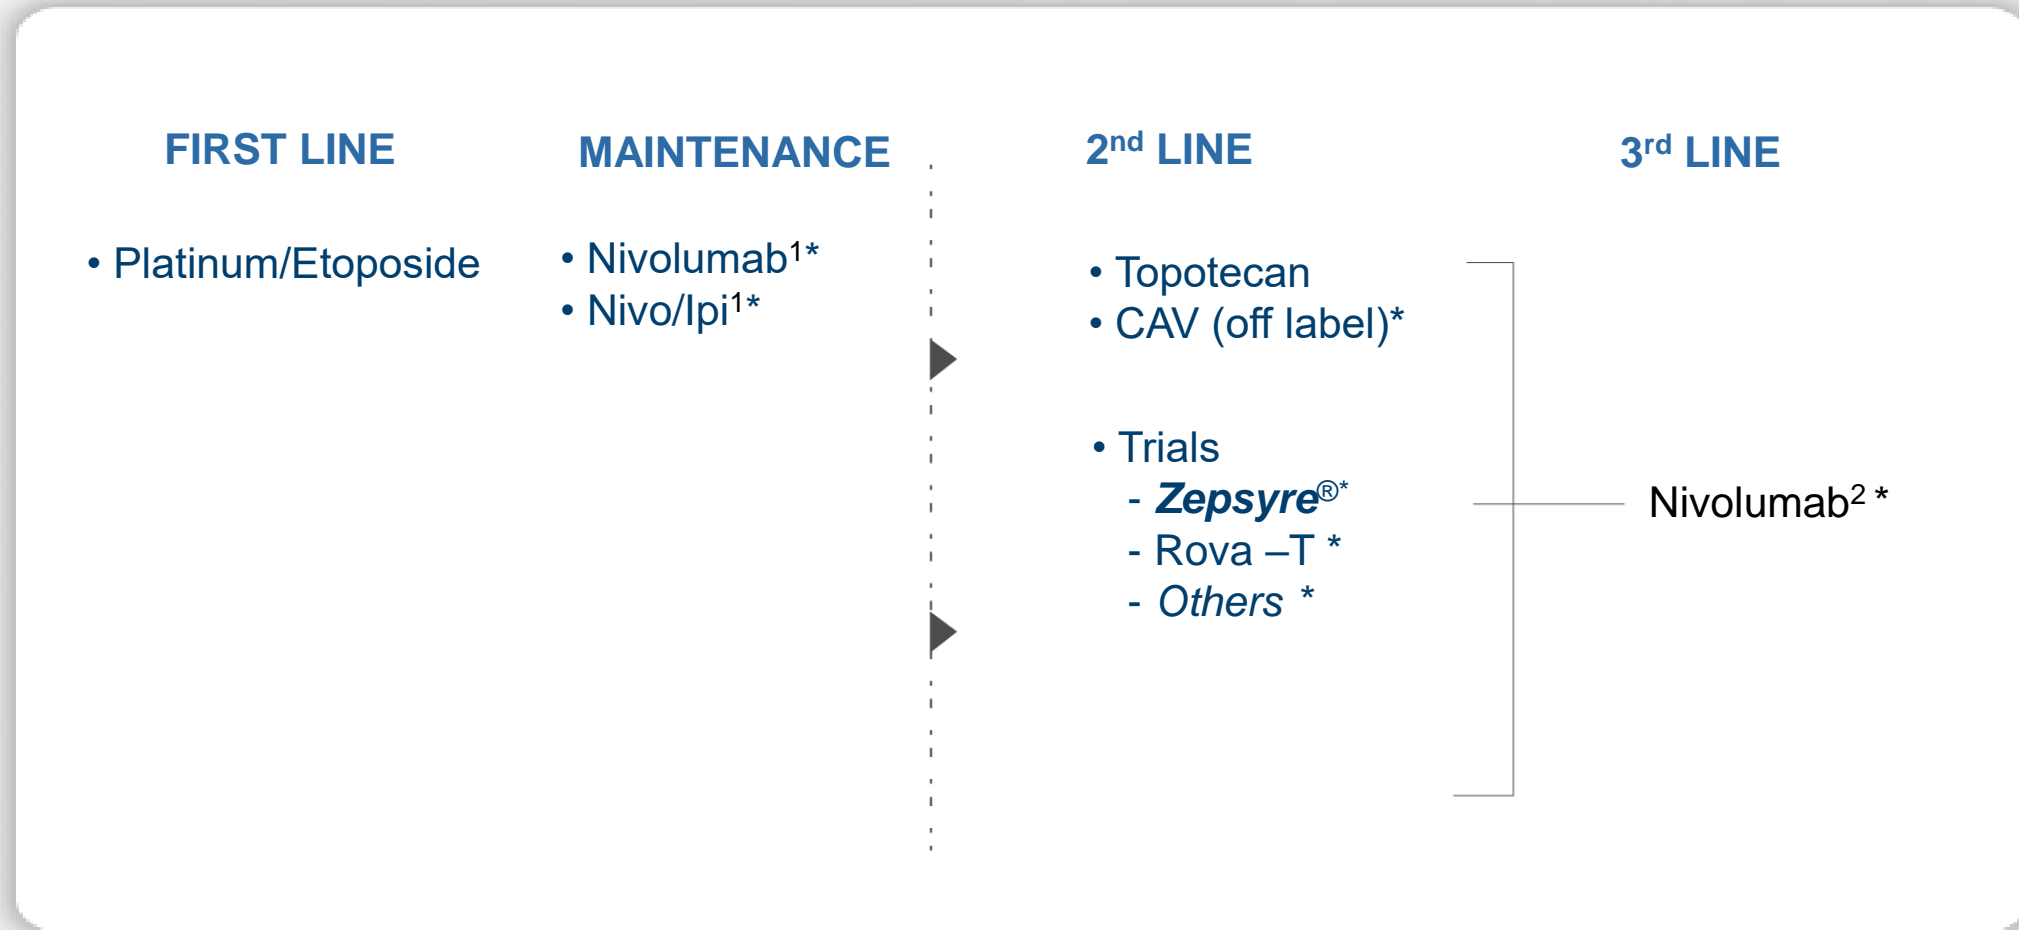 FIRST LINE
• Platinum/Etoposide
MAINTENANCE
• Nivolumab¹*
• Nivo/Ipi¹*
2nd LINE
• Topotecan
• CAV (off label)*
• Trials
- Zepsyre®*
- Rova –T *
- Others *
3rd LINE
Nivolumab² *